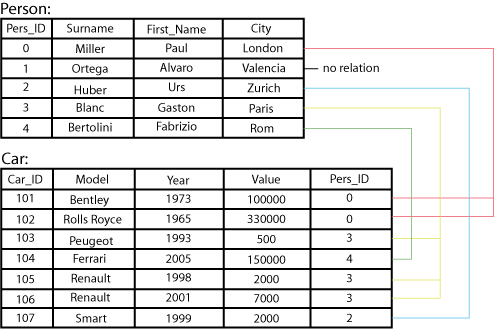 Person:
Pers_ID Surname First_Name City
0 Miller Paul London
1 Ortega Alvaro Valencia no relation
2 Huber Urs Zurich
3 Blanc Gaston Paris
4 Bertolini Fabrizio Rom
Car:
Car_ID Model Year Value Pers_ID
101 Bentley 1973 100000 0
102 Rolls Royce 1965 330000 0
103 Peugeot 1993 500 3
104 Ferrari 2005 150000 4
105 Renault 1998 2000 3
106 Renault 2001 7000 3
107 Smart 1999 2000 2